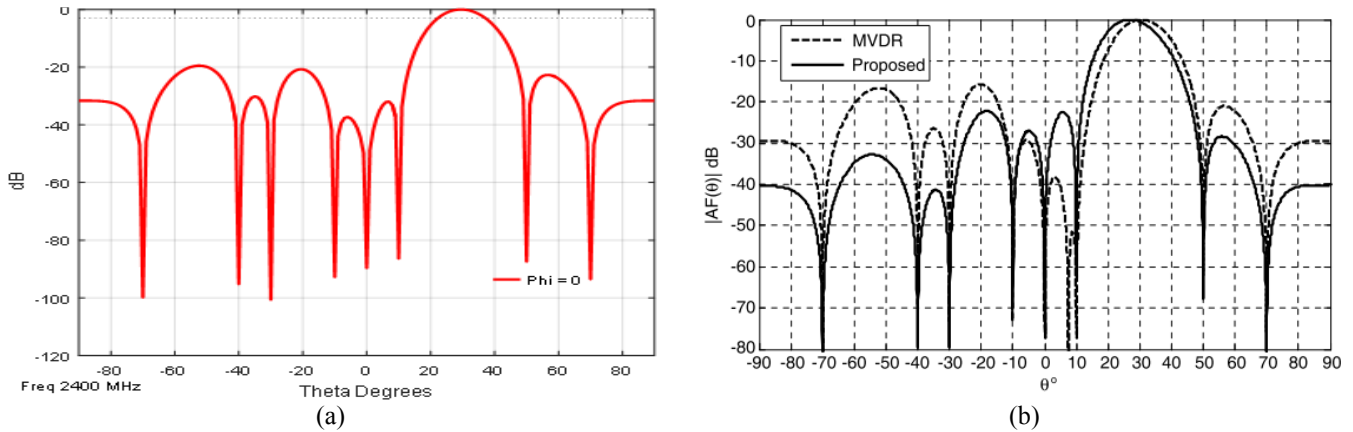 0
-20
-40
-60
-80
-100
-120
dB
Phi = 0
-80 -60 -40 -20 0 20 40 60 80
Freq 2400 MHz
Theta Degrees
(a)
0
-10
-20
-30
-40
-50
-60
-70
-80
|AF(θ)| dB
MVDR
Proposed
-90 -80 -70 -60 -50 -40 -30 -20 -10 0 10 20 30 40 50 60 70 80 90
θ°
(b)